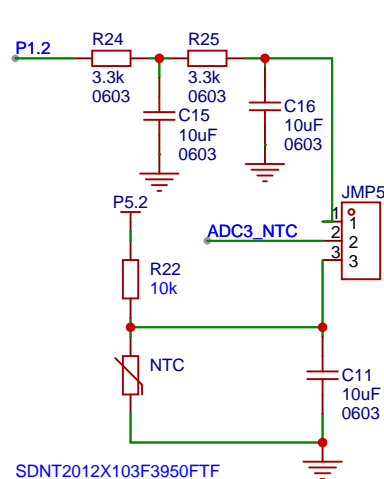 P1.2
R24
3.3k
0603
R25
3.3k
0603
C15
10uF
0603
C16
10uF
0603
JMP5
1
1
2
2
3
3
P5.2
ADC3_NTC
R22
10k
NTC
C11
10uF
0603
SDNT2012X103F3950FTF